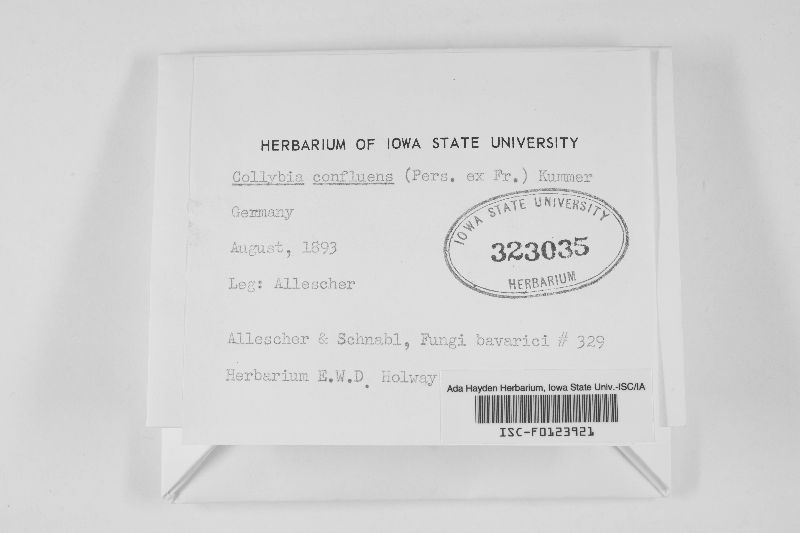 HERBARIUM OF IOWA STATE UNIVERSITY
Collybia confluens (Pers. ex Fr.) Kummer
Germany
August, 1893
Leg: Allescher
IOWA STATE UNIVERSITY
323035
HERBARIUM
Allescher & Schnabl, Fungi bavarici # 329
Herbarium E.W.D. Holway
Ada Hayden Herbarium, Iowa State Univ.-ISC/IA
ISC-F0123921